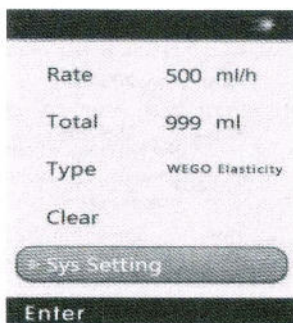 Rate 500 ml/h
Total 999 ml
Type WEGO Elasticity
Clear
Sys Setting
Enter